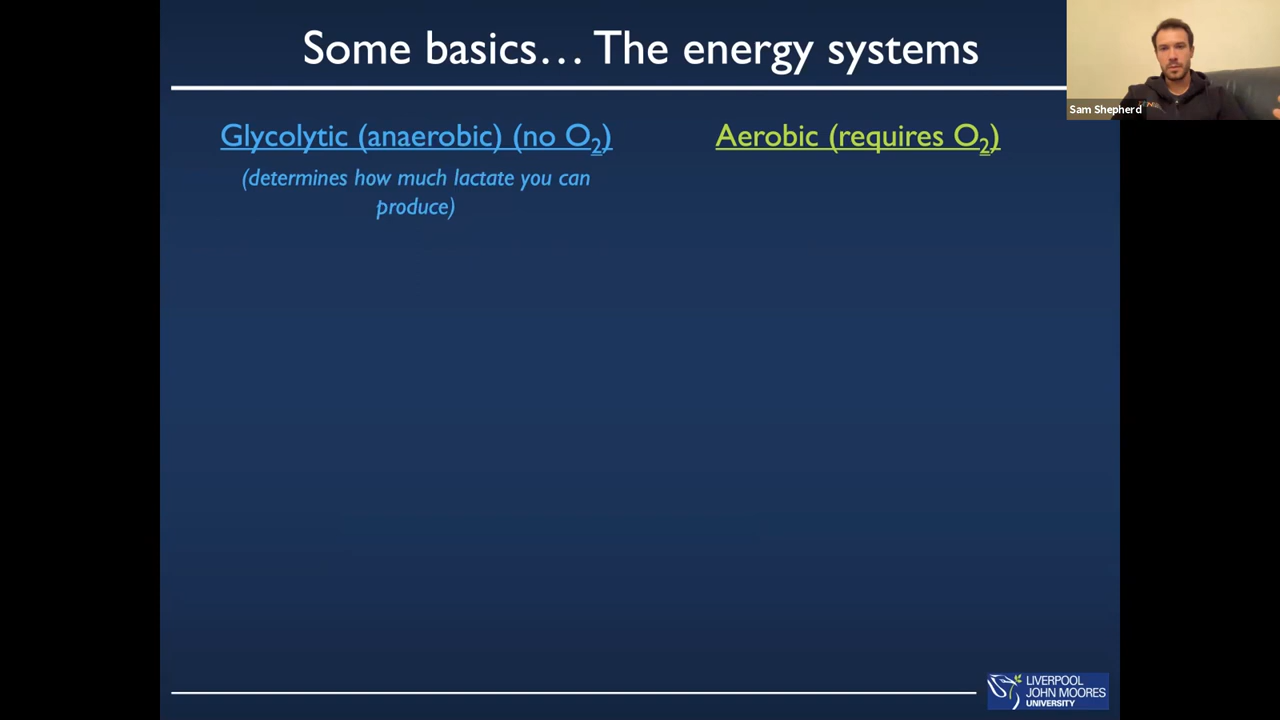 Some basics… The energy systems
Sam Shepherd
Glycolytic (anaerobic) (no O₂)
(determines how much lactate you can
produce)
Aerobic (requires O₂)
LIVERPOOL
JOHN MOORES
UNIVERSITY